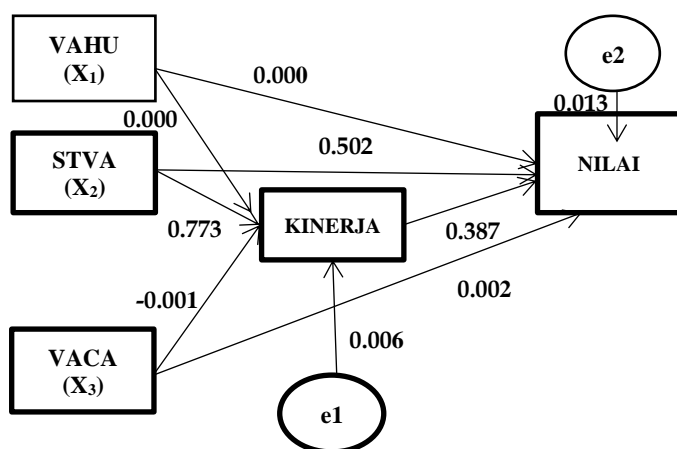 VAHU
(X₁)
e2
0.000
0.013
0.000
STVA
(X₂)
0.502
NILAI
0.773
KINERJA
0.387
-0.001
0.002
VACA
(X₃)
0.006
e1